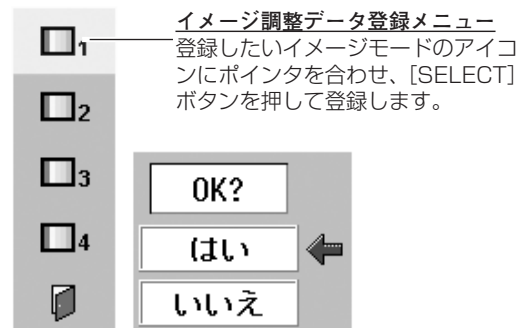 イメージ調整データ登録メニュー
登録したいイメージモードのアイコ
ンにポインタを合わせ、[SELECT]
ボタンを押して登録します。
1
2
3
4
OK?
はい
いいえ